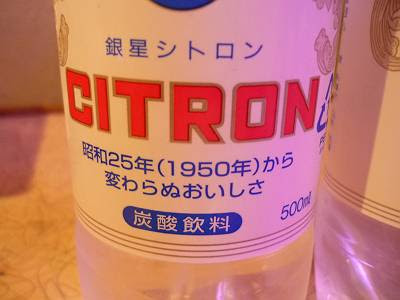 銀星シトロン
CITRON
昭和25年(1950年)から
変わらぬおいしさ
炭酸飲料
500ml